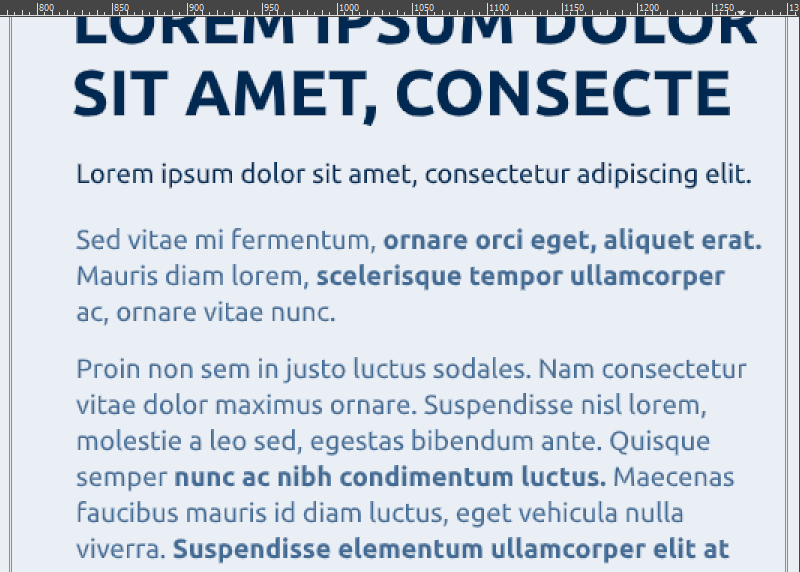 800 850 900 950 1000 1050 1100 1150 1200 1250 13
LOREM IPSUM DOLOR
SIT AMET, CONSECTE
Lorem ipsum dolor sit amet, consectetur adipiscing elit.
Sed vitae mi fermentum, ornare orci eget, aliquet erat.
Mauris diam lorem, scelerisque tempor ullamcorper
ac, ornare vitae nunc.
Proin non sem in justo luctus sodales. Nam consectetur
vitae dolor maximus ornare. Suspendisse nisl lorem,
molestie a leo sed, egestas bibendum ante. Quisque
semper nunc ac nibh condimentum luctus. Maecenas
faucibus mauris id diam luctus, eget vehicula nulla
viverra. Suspendisse elementum ullamcorper elit at